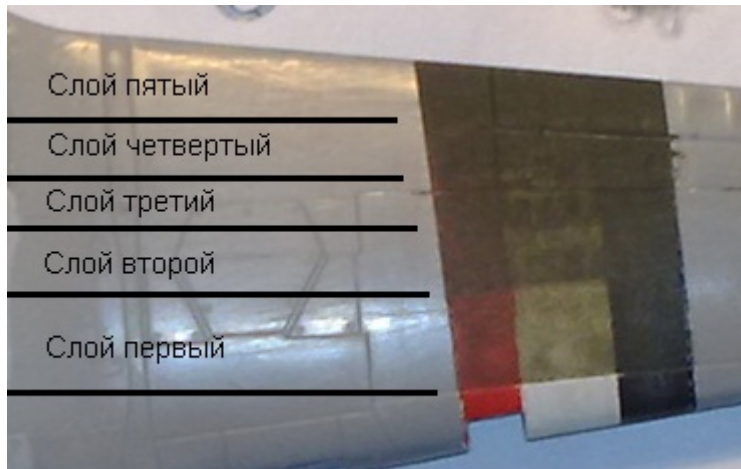 Слой пятый
Слой четвертый
Слой третий
Слой второй
Слой первый